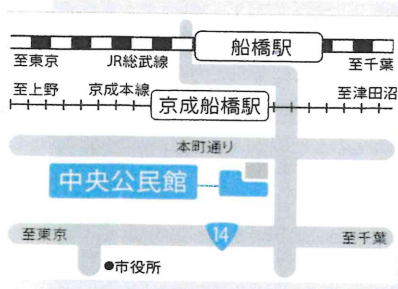 船橋駅
至東京
JR総武線
至千葉
至上野
京成本線
京成船橋駅
至津田沼
本町通り
中央公民館
至東京
14
至千葉
●市役所